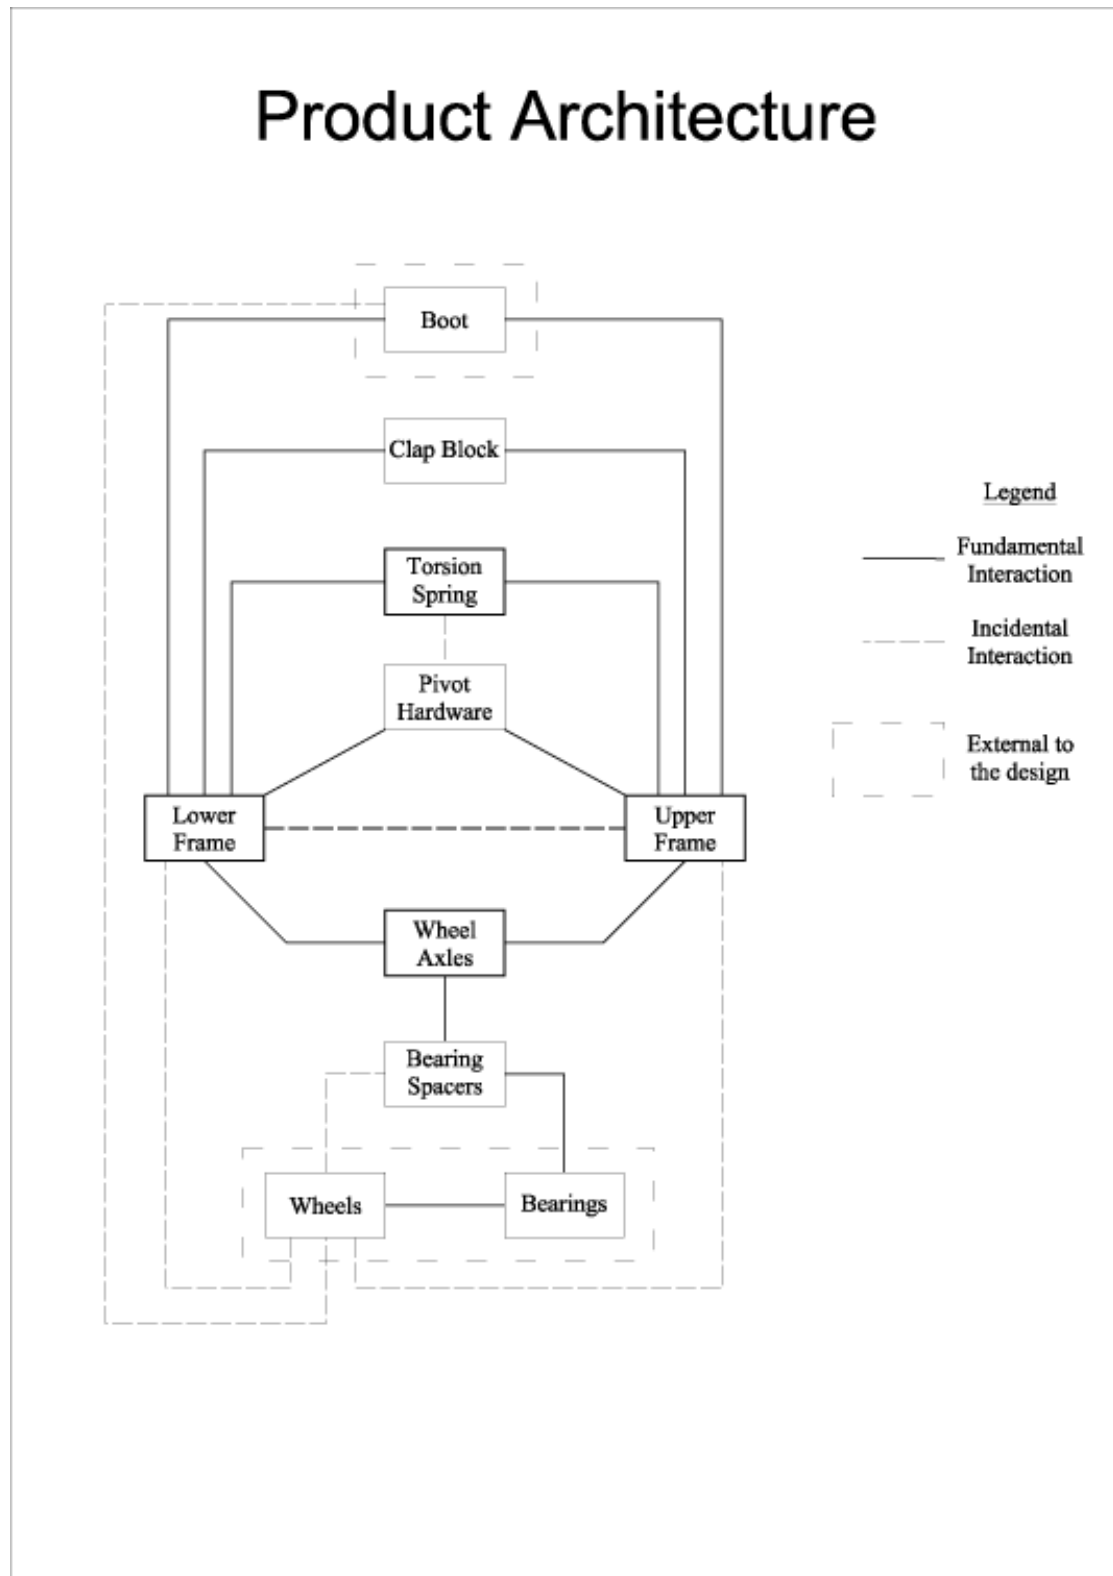 Product Architecture
Boot
Clap Block
Torsion
Spring
Pivot
Hardware
Lower
Frame
Upper
Frame
Wheel
Axles
Bearing
Spacers
Wheels
Bearings
Legend
Fundamental
Interaction
Incidental
Interaction
External to
the design